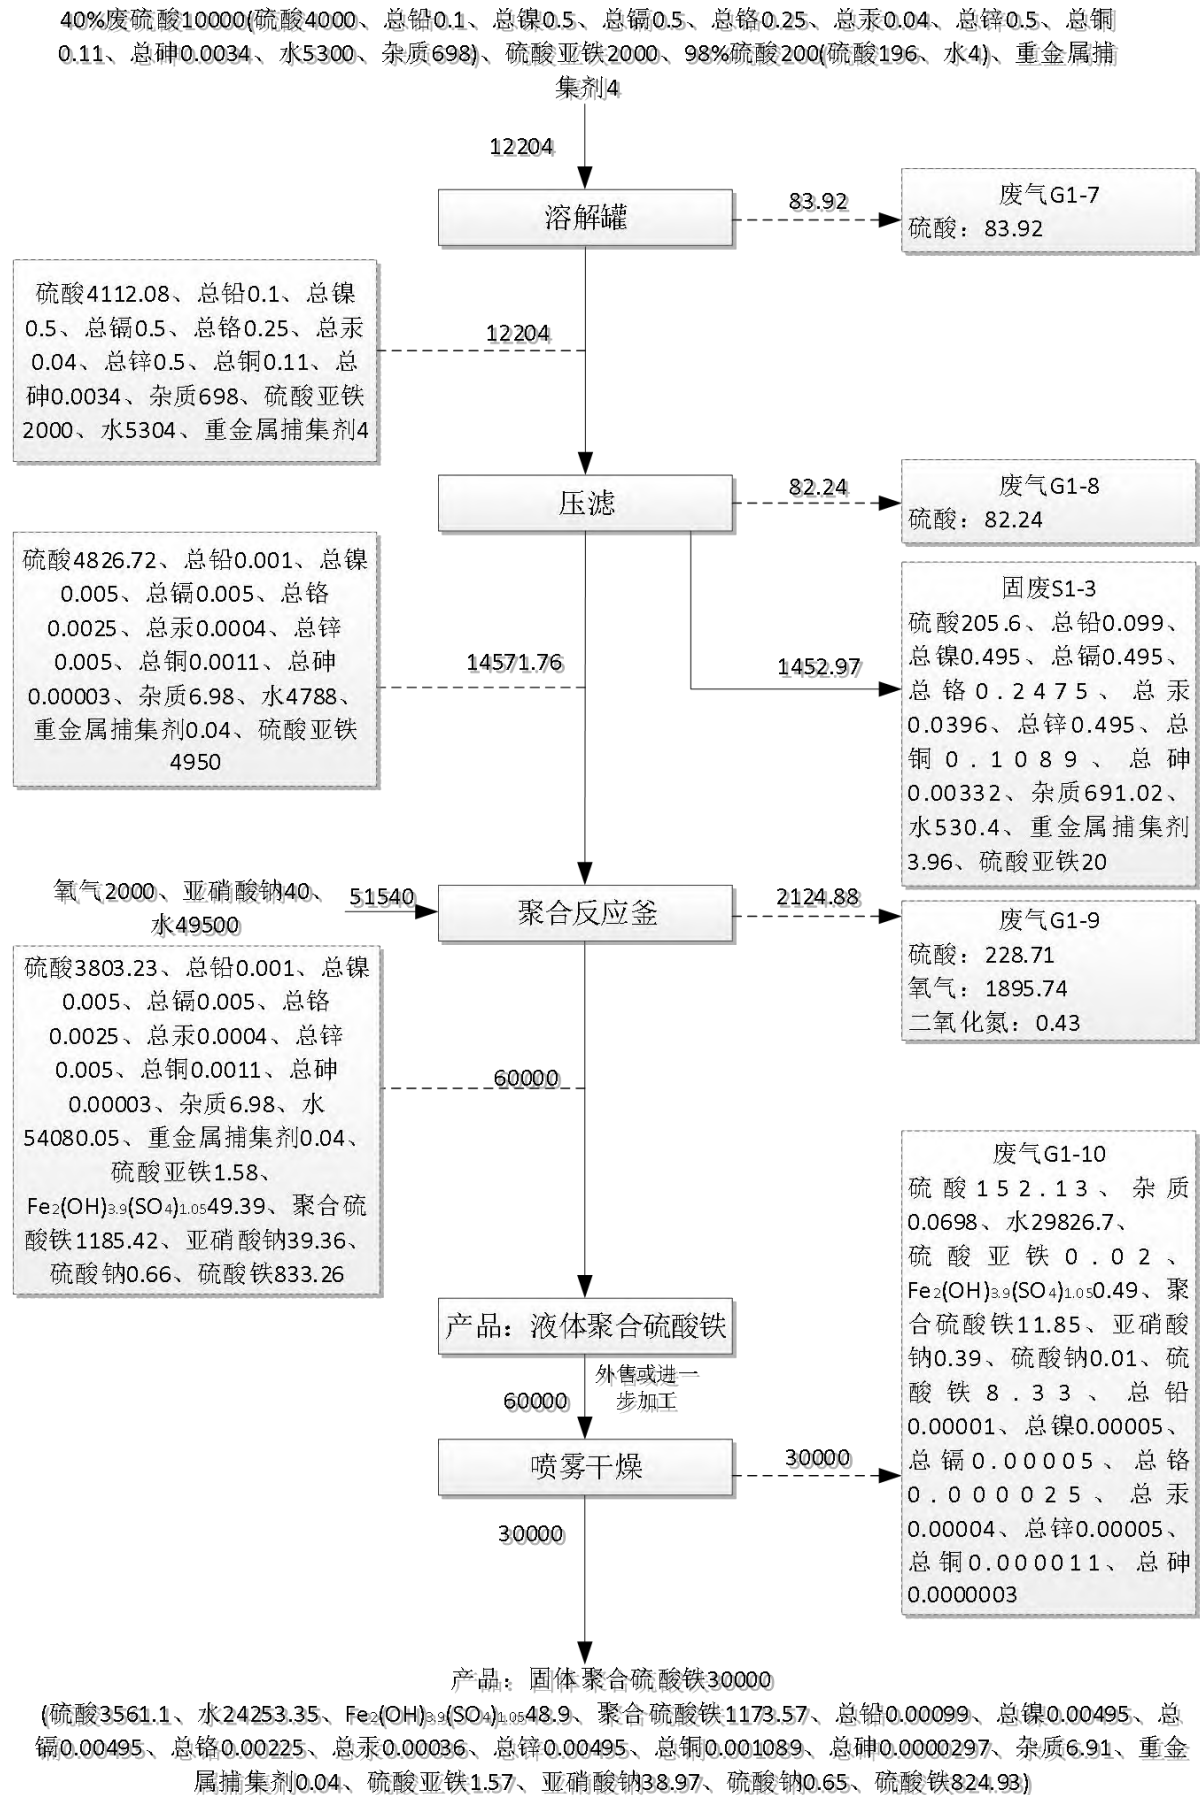 40%废硫酸10000(硫酸4000、总铅0.1、总镍0.5、总镉0.5、总铬0.25、总汞0.04、总锌0.5、总铜
0.11、总砷0.0034、水5300、杂质698)、硫酸亚铁2000、98%硫酸200(硫酸196、水4)、重金属捕
集剂4
12204
溶解罐
83.92
废气G1-7
硫酸：83.92
硫酸4112.08、总铅0.1、总镍
0.5、总镉0.5、总铬0.25、总汞
0.04、总锌0.5、总铜0.11、总
砷0.0034、杂质698、硫酸亚铁
2000、水5304、重金属捕集剂4
12204
压滤
82.24
废气G1-8
硫酸：82.24
硫酸4826.72、总铅0.001、总镍
0.005、总镉0.005、总铬
0.0025、总汞0.0004、总锌
0.005、总铜0.0011、总砷
0.00003、杂质6.98、水4788、
重金属捕集剂0.04、硫酸亚铁
4950
14571.76
1452.97
固废S1-3
硫酸205.6、总铅0.099、
总镍0.495、总镉0.495、
总铬0.2475、总汞
0.0396、总锌0.495、总
铜0.1089、总砷
0.00332、杂质691.02、
水530.4、重金属捕集剂
3.96、硫酸亚铁20
氧气2000、亚硝酸钠40、
水49500
51540
聚合反应釜
2124.88
废气G1-9
硫酸：228.71
氧气：1895.74
二氧化氮：0.43
硫酸3803.23、总铅0.001、总镍
0.005、总镉0.005、总铬
0.0025、总汞0.0004、总锌
0.005、总铜0.0011、总砷
0.00003、杂质6.98、水
54080.05、重金属捕集剂0.04、
硫酸亚铁1.58、
Fe2(OH)3.9(SO4)1.0549.39、聚合硫
酸铁1185.42、亚硝酸钠39.36、
硫酸钠0.66、硫酸铁833.26
60000
产品：液体聚合硫酸铁
外售或进一
步加工
60000
喷雾干燥
30000
废气G1-10
硫酸152.13、杂质
0.0698、水29826.7、
硫酸亚铁0.02、
Fe2(OH)3.9(SO4)1.050.49、聚
合硫酸铁11.85、亚硝酸
钠0.39、硫酸钠0.01、硫
酸铁8.33、总铅
0.00001、总镍0.00005、
总镉0.00005、总铬
0.000025、总汞
0.00004、总锌0.00005、
总铜0.000011、总砷
0.0000003
30000
产品：固体聚合硫酸铁30000
(硫酸3561.1、水24253.35、Fe2(OH)3.9(SO4)1.0548.9、聚合硫酸铁1173.57、总铅0.00099、总镍0.00495、总
镉0.00495、总铬0.00225、总汞0.00036、总锌0.00495、总铜0.001089、总砷0.0000297、杂质6.91、重金
属捕集剂0.04、硫酸亚铁1.57、亚硝酸钠38.97、硫酸钠0.65、硫酸铁824.93)